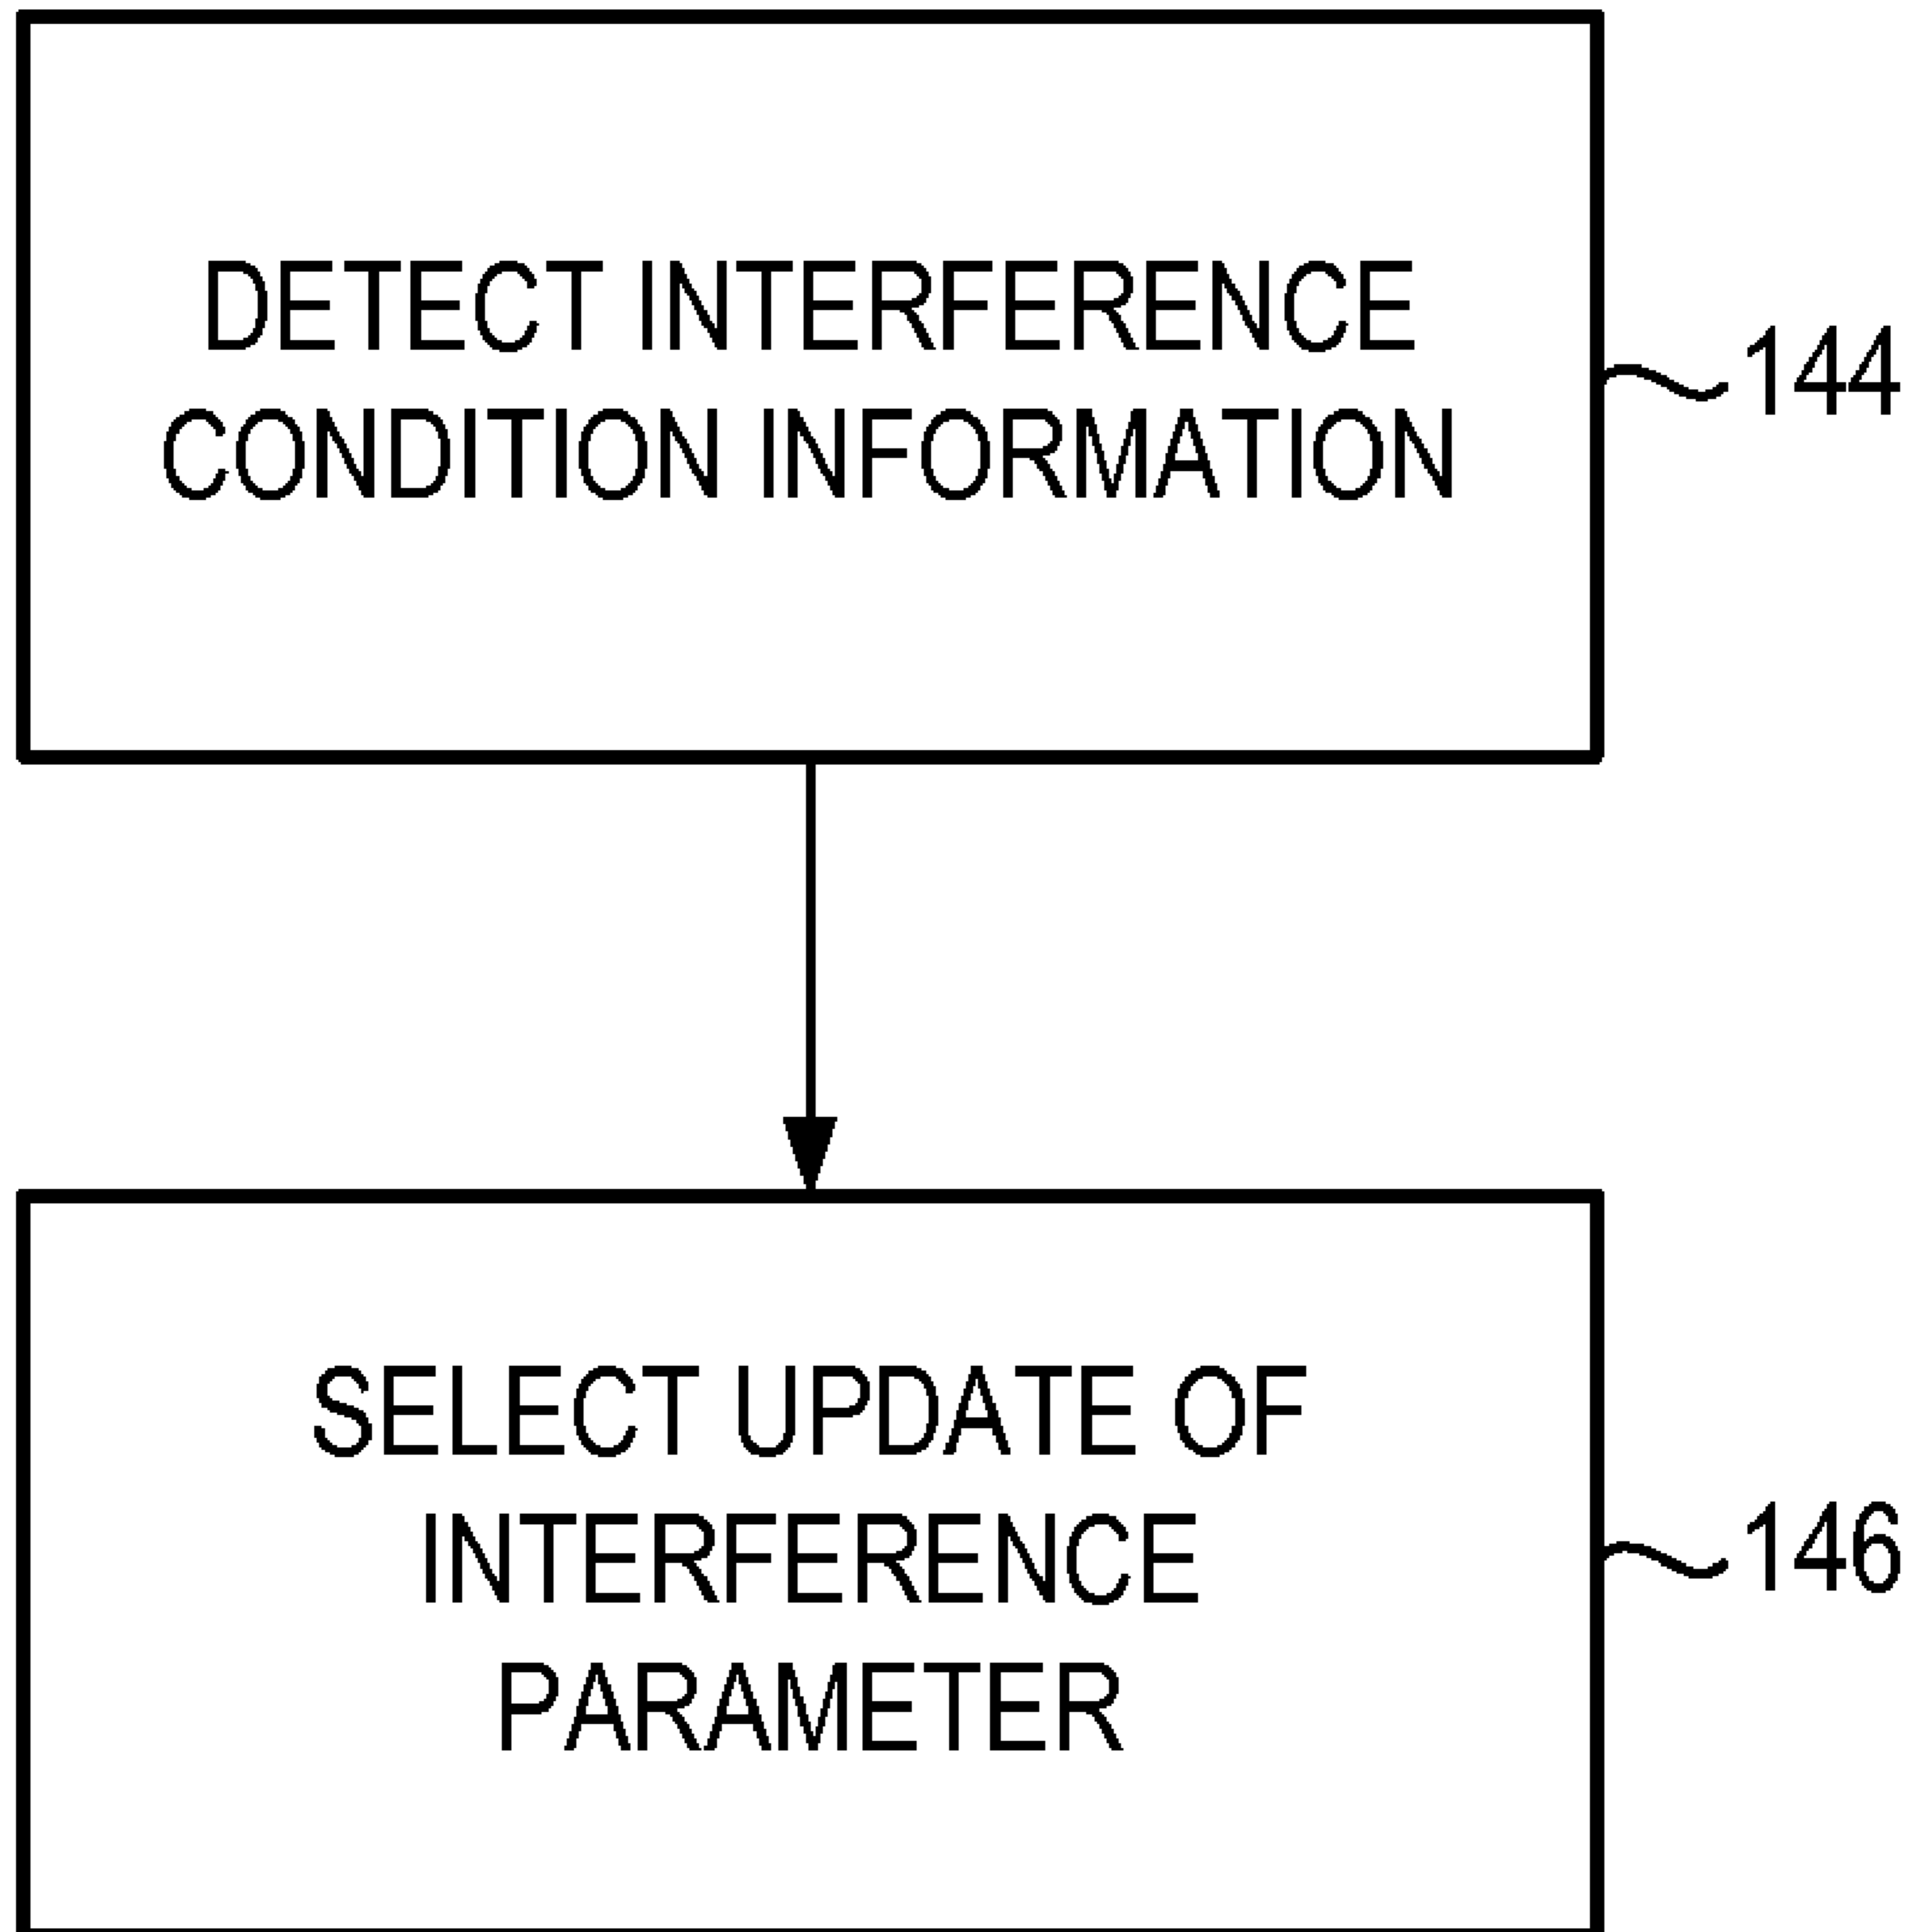 DETECT INTERFERENCE
CONDITION INFORMATION
144
SELECT UPDATE OF
INTERFERENCE
PARAMETER
146